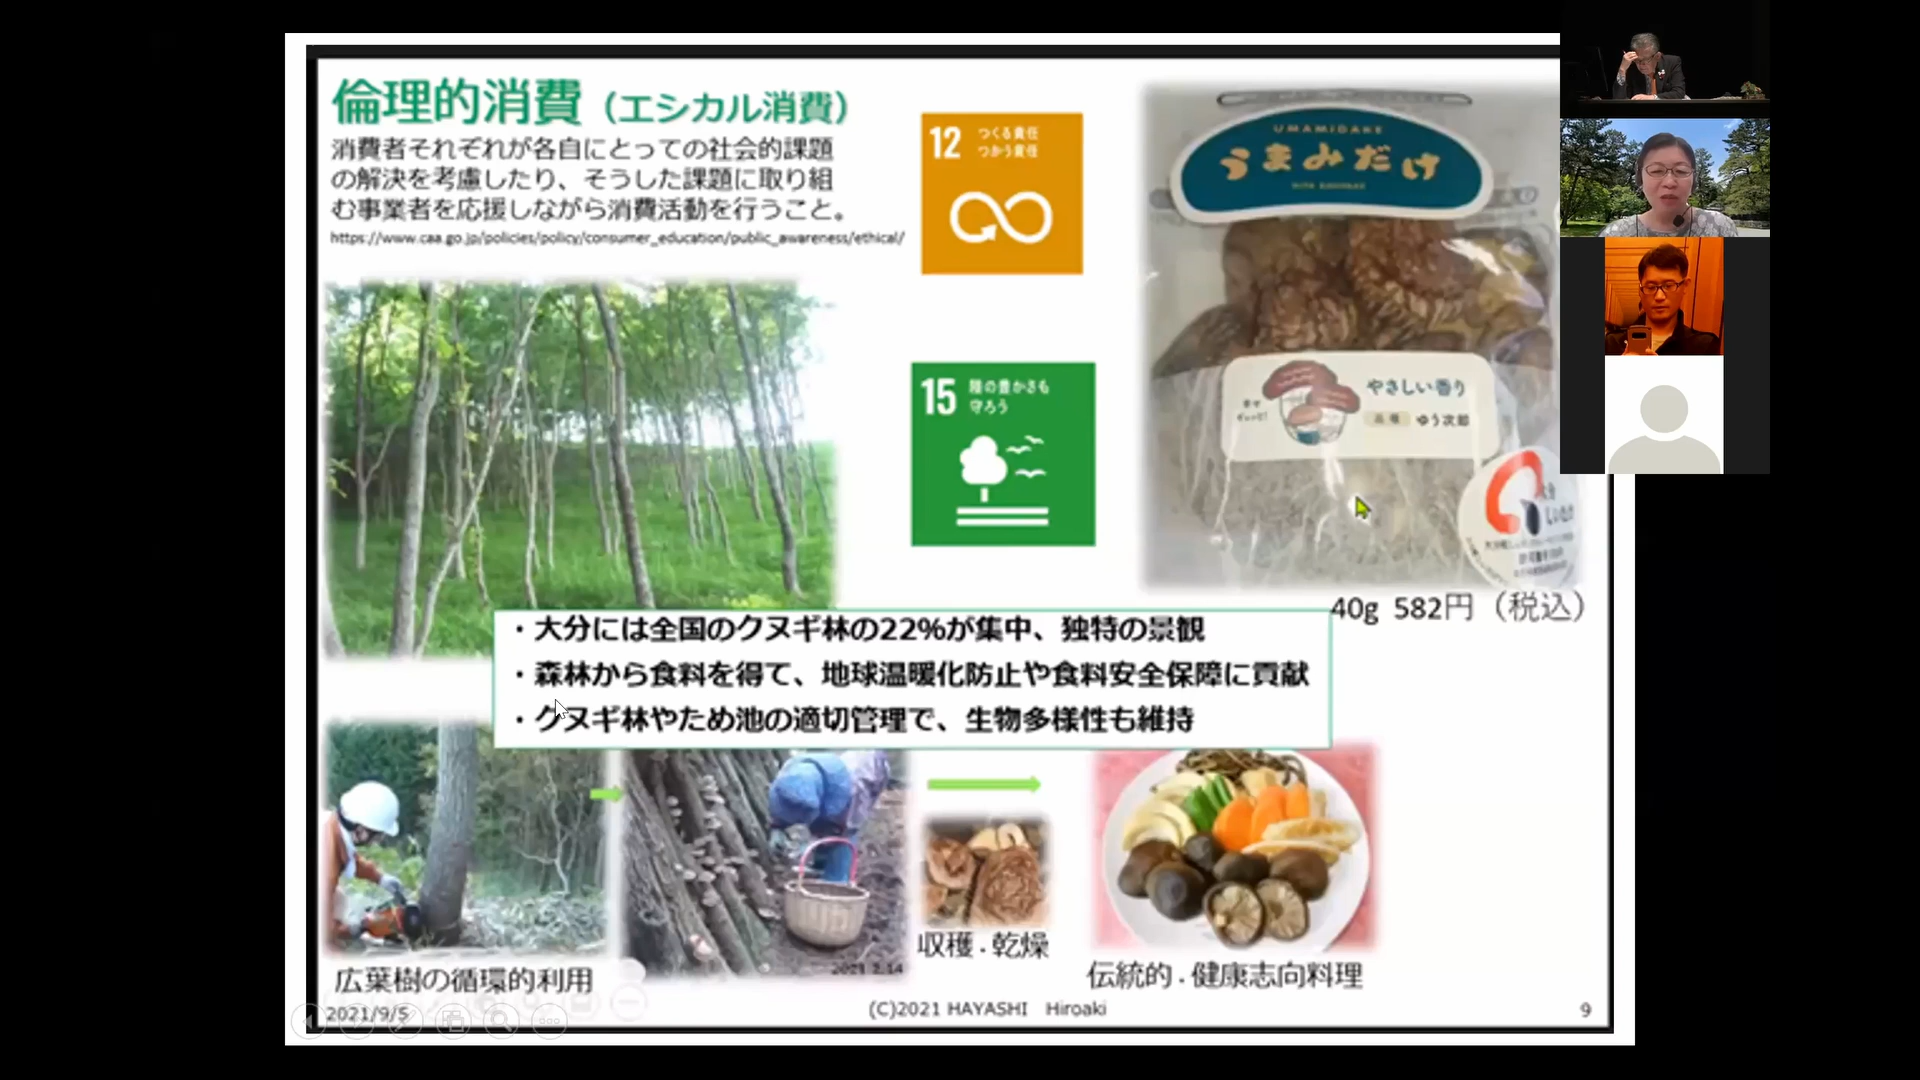 倫理的消費（エシカル消費）
消費者それぞれが各自にとっての社会的課題
の解決を考慮したり、そうした課題に取り組
む事業者を応援しながら消費活動を行うこと。
https://www.caa.go.jp/policies/policy/consumer_education/public_awareness/ethical/
12 つくる責任
つかう責任
15 陸の豊かさも
守ろう
UMAMIDAKE
うまみだけ
やさしい香り
品種 ゆう次郎
40g 582円（税込）
・大分には全国のクヌギ林の22%が集中、独特の景観
・森林から食料を得て、地球温暖化防止や食料安全保障に貢献
・クヌギ林やため池の適切管理で、生物多様性も維持
広葉樹の循環的利用
収穫．乾燥
伝統的．健康志向料理
2021/9/5
(C)2021 HAYASHI Hiroaki
9